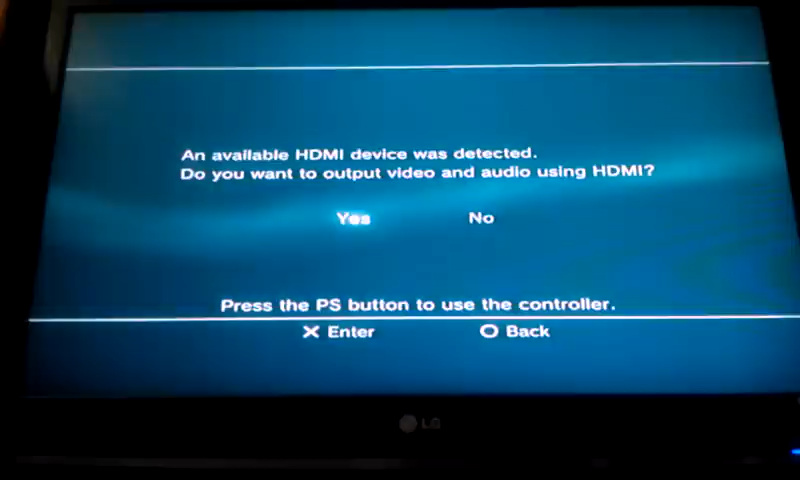 An available HDMI device was detected.
Do you want to output video and audio using HDMI?
Yes No
Press the PS button to use the controller.
X Enter O Back
LG